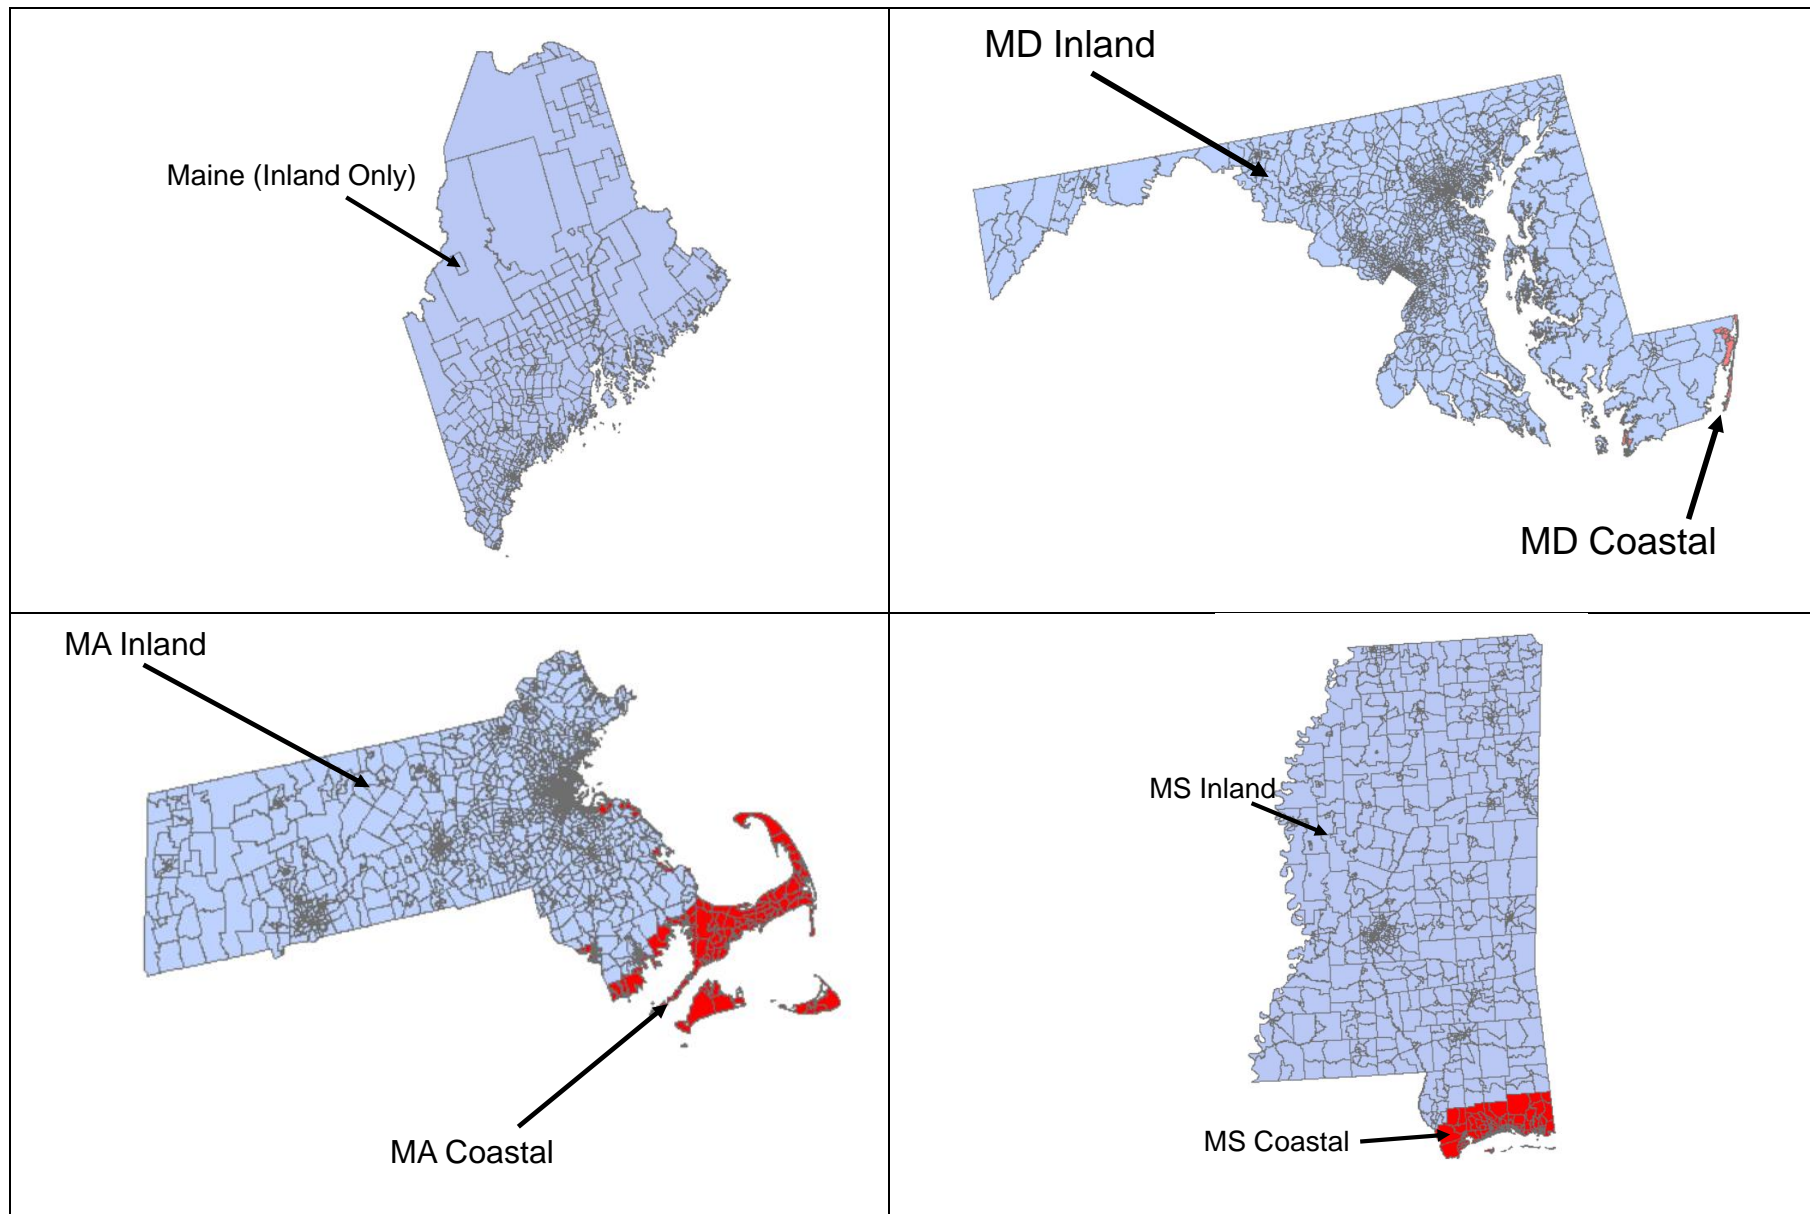 Maine (Inland Only)
MD Inland
MD Coastal
MA Inland
MA Coastal
MS Inland
MS Coastal